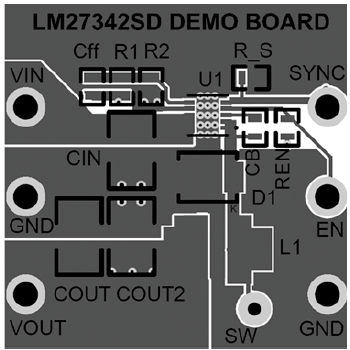 LM27342SD DEMO BOARD
Cff R1 R2 R_S
VIN U1 SYNC
CIN CB REN
D1
K
GND EN
L1
COUT COUT2
VOUT SW GND